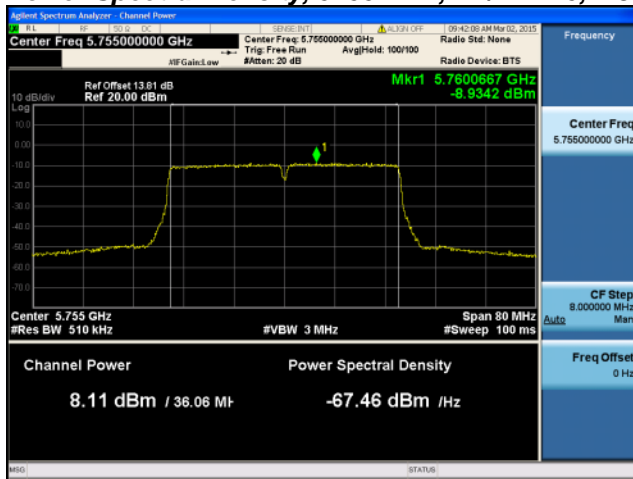 Agilent Spectrum Analyzer - Channel Power
RL RF 50 Ω DC SENSE:INT ALIGN OFF 09:42:08 AM Mar 02, 2015
Center Freq 5.755000000 GHz
Center Freq: 5.755000000 GHz
Radio Std: None
Trig: Free Run Avg|Hold: 100/100
#IFGain:Low #Atten: 20 dB Radio Device: BTS
Mkr1 5.7600667 GHz
-8.9342 dBm
Ref Offset 13.81 dB
10 dB/div Ref 20.00 dBm
Log
10.0
0.00
-10.0
-20.0
-30.0
-40.0
-50.0
-60.0
-70.0
1
Center 5.755 GHz Span 80 MHz
#Res BW 510 kHz #VBW 3 MHz #Sweep 100 ms
Channel Power Power Spectral Density
8.11 dBm / 36.06 MH -67.46 dBm /Hz
MSG STATUS
Frequency
Center Freq
5.755000000 GHz
CF Step
8.000000 MHz
Auto Man
Freq Offset
0 Hz